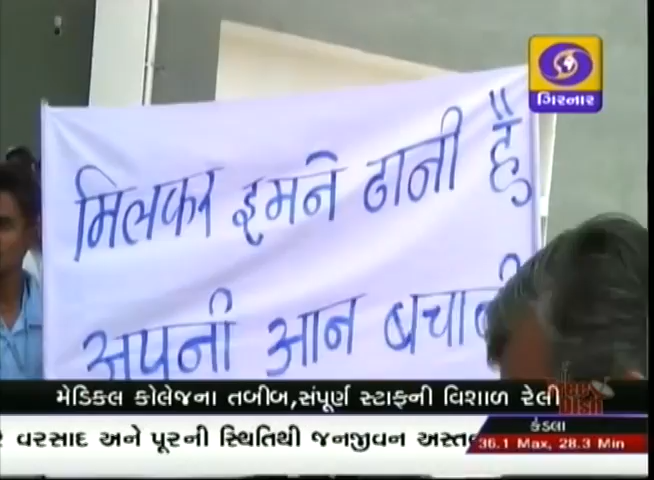 ગિરનાર
मिलकर हमने ठानी है
अपनी आन बचा
મેડિકલ કોલેજના તબીબ,સંપૂર્ણ સ્ટાફની વિશાળ રેલી
વરસાદ અને પૂરની સ્થિતિથી જનજીવન અસ્ત
કંડલા
36.1 Max, 28.3 Min